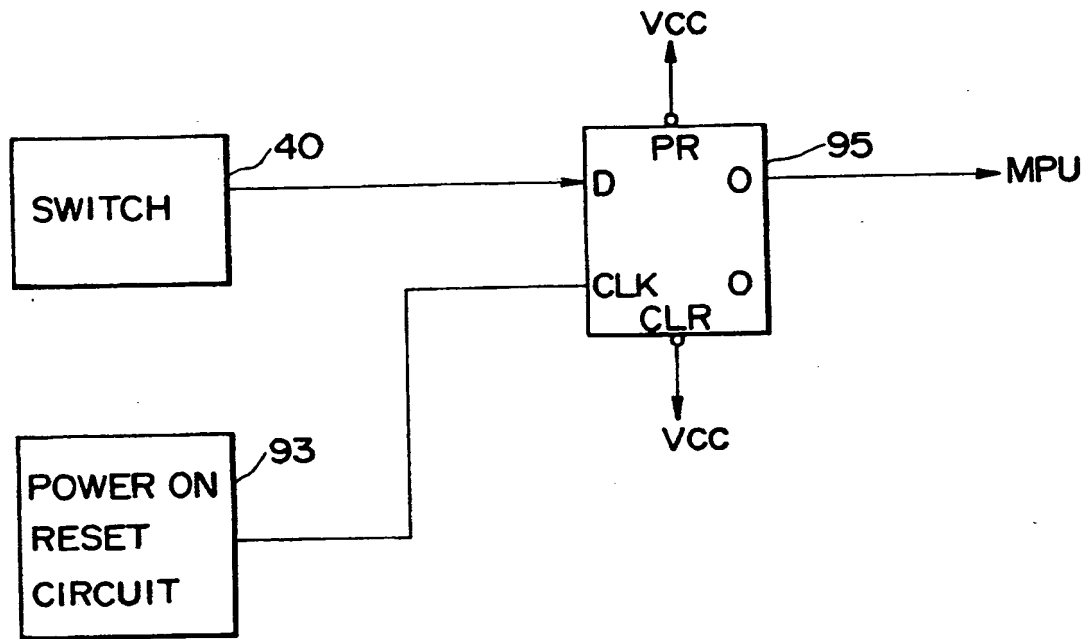 VCC
40
PR
95
SWITCH
D
O
MPU
CLK
O
CLR
93
VCC
POWER ON
RESET
CIRCUIT